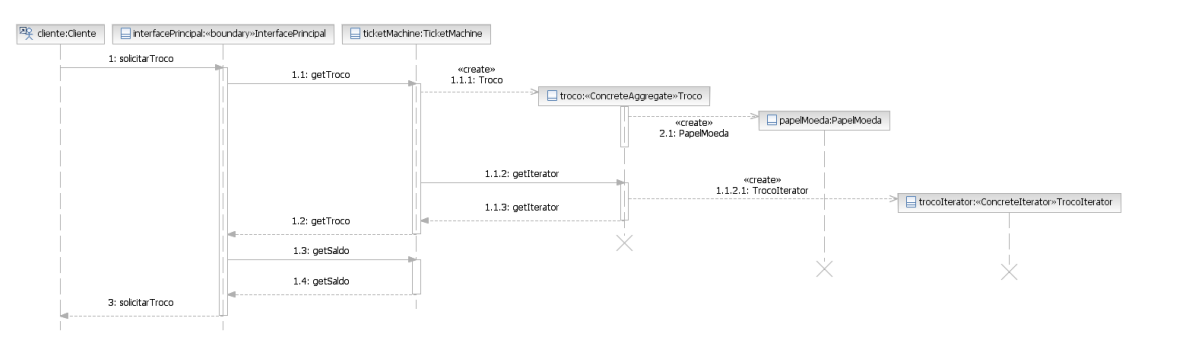 cliente:Cliente
interfacePrincipal:«boundary»InterfacePrincipal
ticketMachine:TicketMachine
1: solicitarTroco
1.1: getTroco
«create»
1.1.1: Troco
troco:«ConcreteAggregate»Troco
«create»
2.1: PapelMoeda
papelMoeda:PapelMoeda
1.1.2: getIterator
«create»
1.1.2.1: TrocoIterator
trocoIterator:«ConcreteIterator»TrocoIterator
1.1.3: getIterator
1.2: getTroco
1.3: getSaldo
1.4: getSaldo
3: solicitarTroco